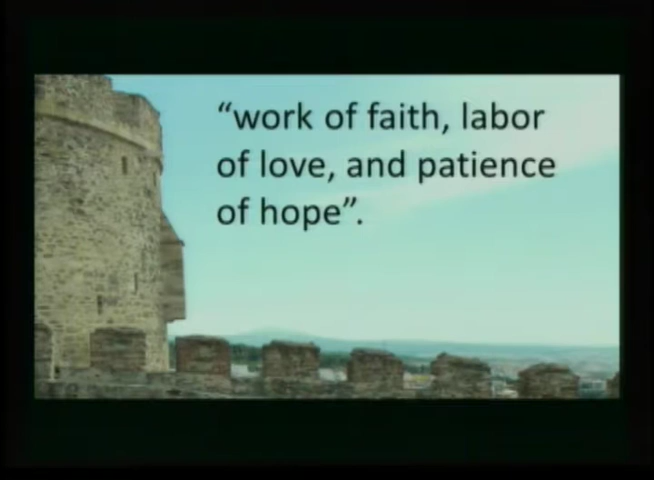 “work of faith, labor
of love, and patience
of hope”.